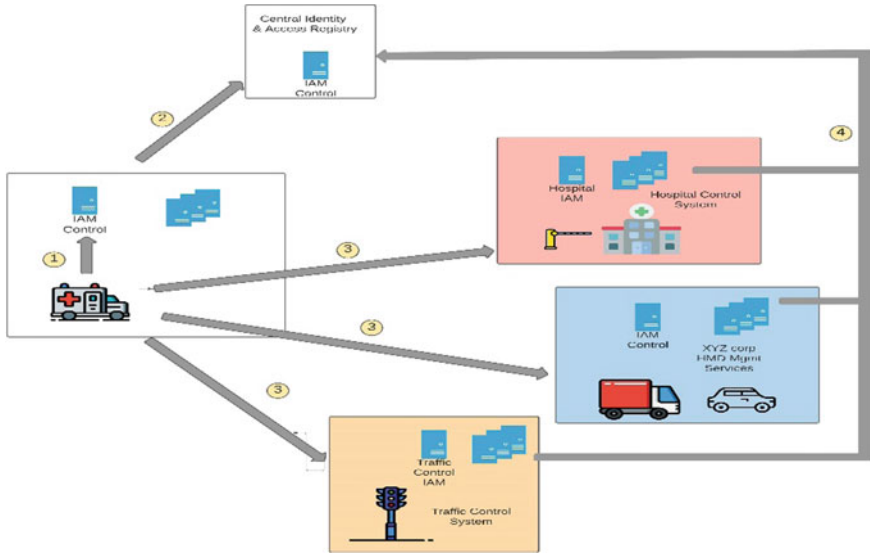 Central Identity
& Access Registry
IAM
Control
2
4
IAM
Control
1
3
Hospital
IAM
Hospital Control
System
3
IAM
Control
XYZ corp
HMD Mgmt
Services
3
Traffic
Control
IAM
Traffic Control
System